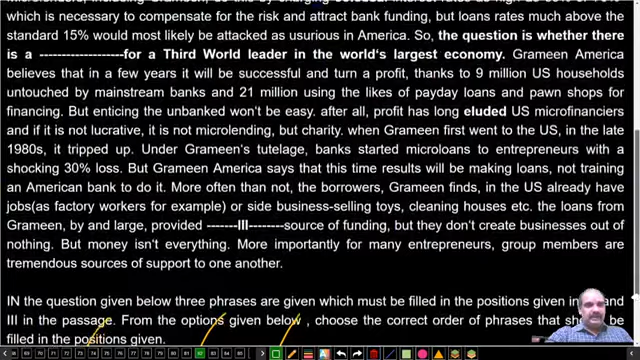 which is necessary to compensate for the risk and attract bank funding, but loans rates much above the
standard 15% would most likely be attacked as usurious in America. So, the question is whether there
is a -------------------for a Third World leader in the world's largest economy. Grameen America
believes that in a few years it will be successful and turn a profit, thanks to 9 million US households
untouched by mainstream banks and 21 million using the likes of payday loans and pawn shops for
financing. But enticing the unbanked won't be easy. after all, profit has long eluded US microfinanciers
and if it is not lucrative, it is not microlending, but charity. when Grameen first went to the US, in the late
1980s, it tripped up. Under Grameen's tutelage, banks started microloans to entrepreneurs with
a shocking 30% loss. But Grameen America says that this time results will be making loans, not training
an American bank to do it. More often than not, the borrowers, Grameen finds, in the US already have
jobs(as factory workers for example) or side business-selling toys, cleaning houses etc. the loans from
Grameen, by and large, provided -------III-------- source of funding, but they don't create businesses out of
nothing. But money isn't everything. More importantly for many entrepreneurs, group members are
tremendous sources of support to one another.
IN the question given below three phrases are given which must be filled in the positions given in and
III in the passage. From the options given below , choose the correct order of phrases that be
filled in the positions given.